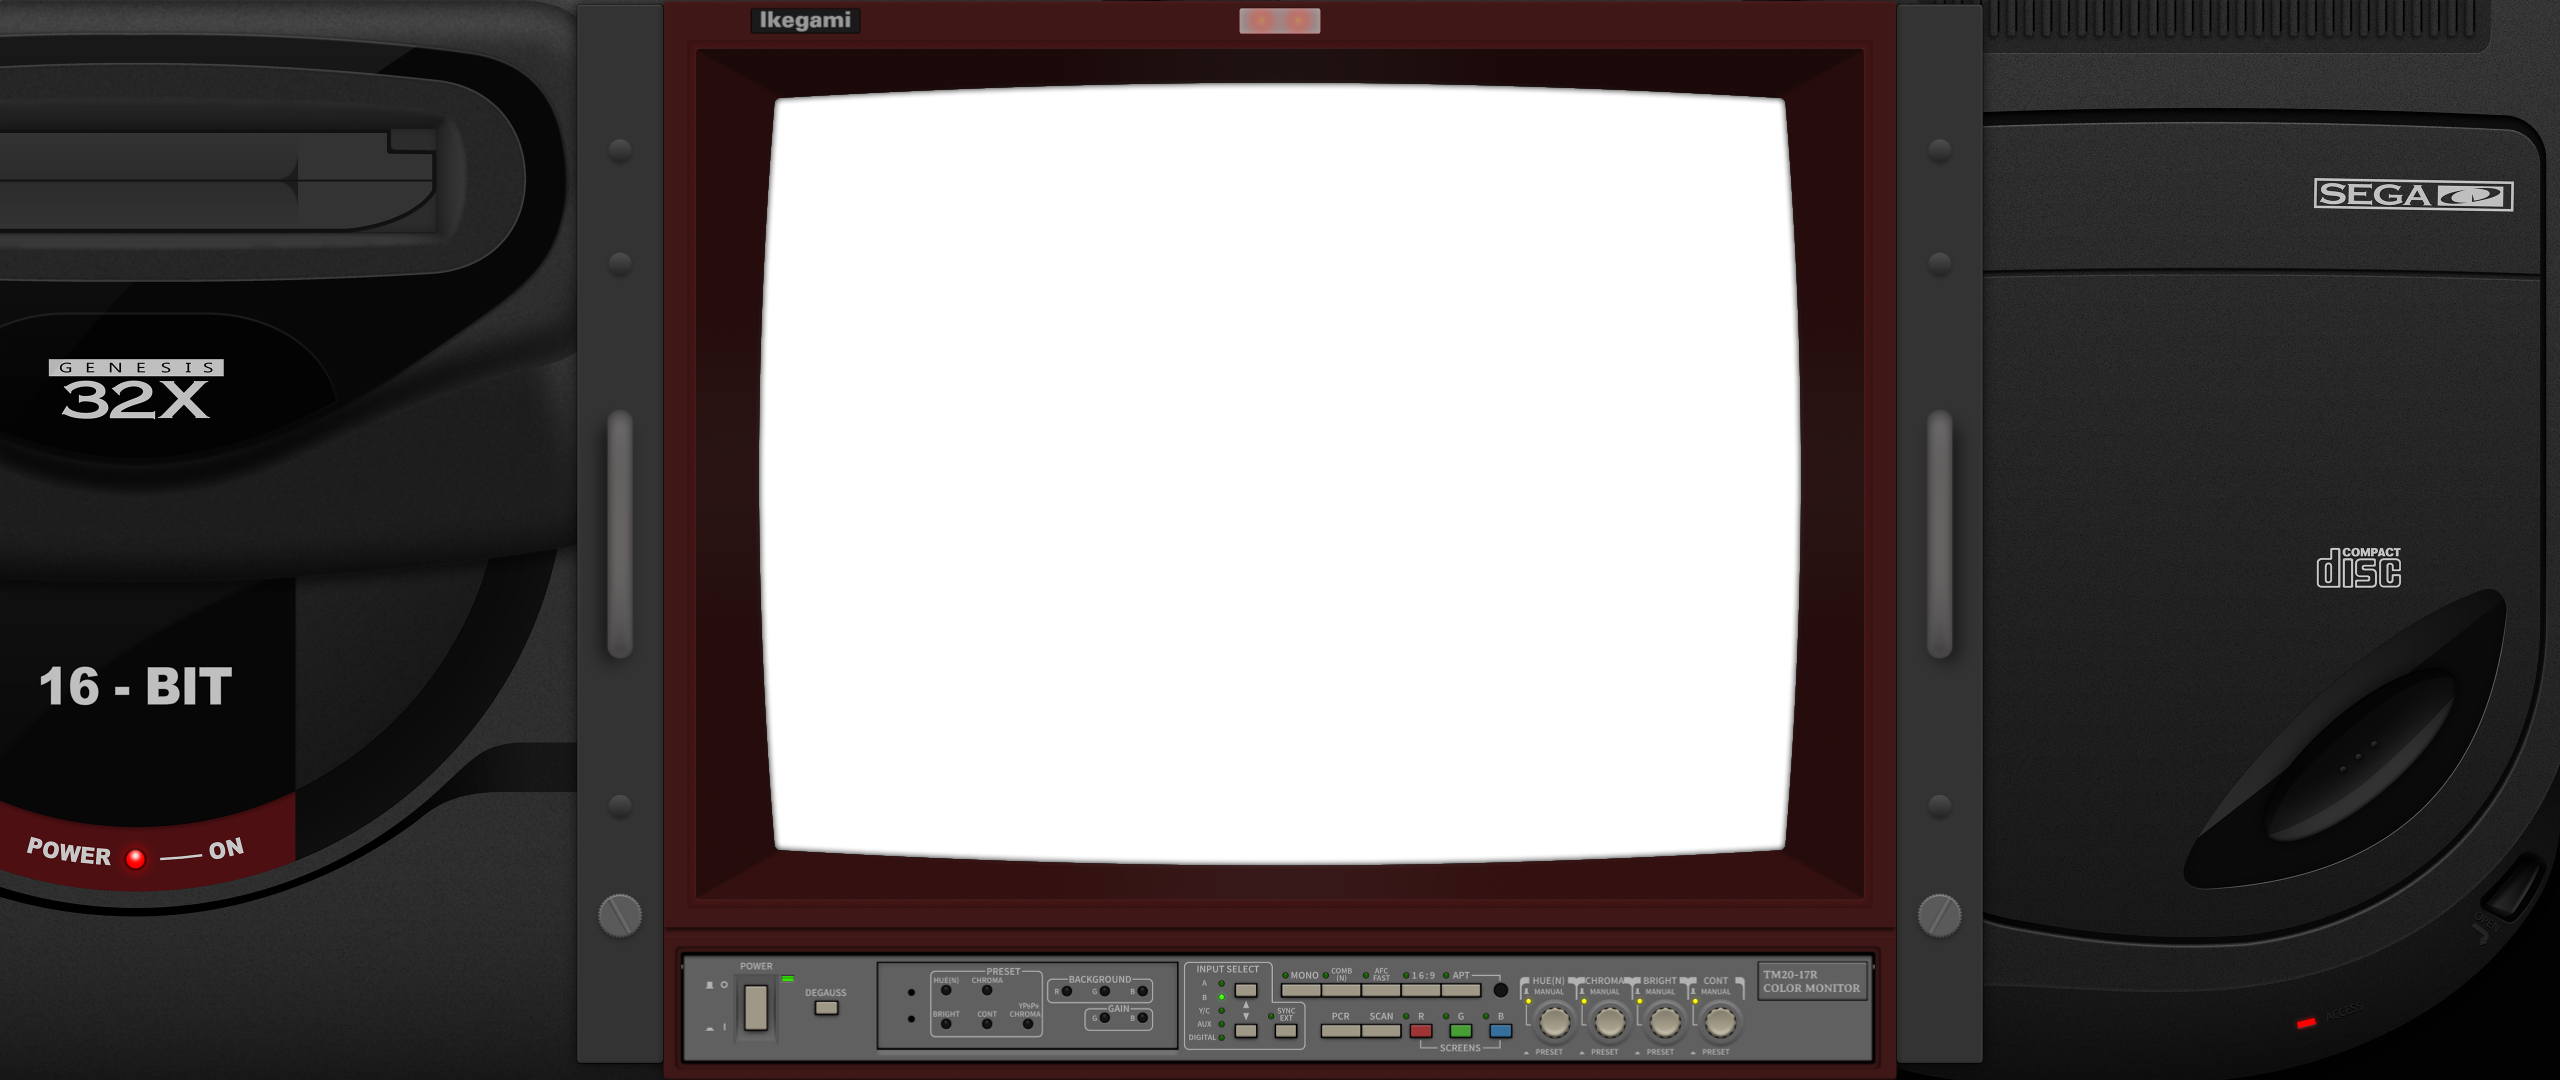 Ikegami
SEGA
GENESIS
32X
COMPACT
disc
16 - BIT
POWER
ON
OPEN
ACCESS
POWER
DEGAUSS
PRESET
HUE(N)
CHROMA
BRIGHT
CONT
YPBPR
CHROMA
BACKGROUND
R
G
B
GAIN
G
B
INPUT SELECT
A
B
Y/C
AUX
DIGITAL
SYNC
EXT
MONO
COMB
(N)
AFC
FAST
16:9
APT
PCR
SCAN
R
G
B
SCREENS
HUE(N)
MANUAL
PRESET
CHROMA
MANUAL
PRESET
BRIGHT
MANUAL
PRESET
CONT
MANUAL
PRESET
TM20-17R
COLOR MONITOR